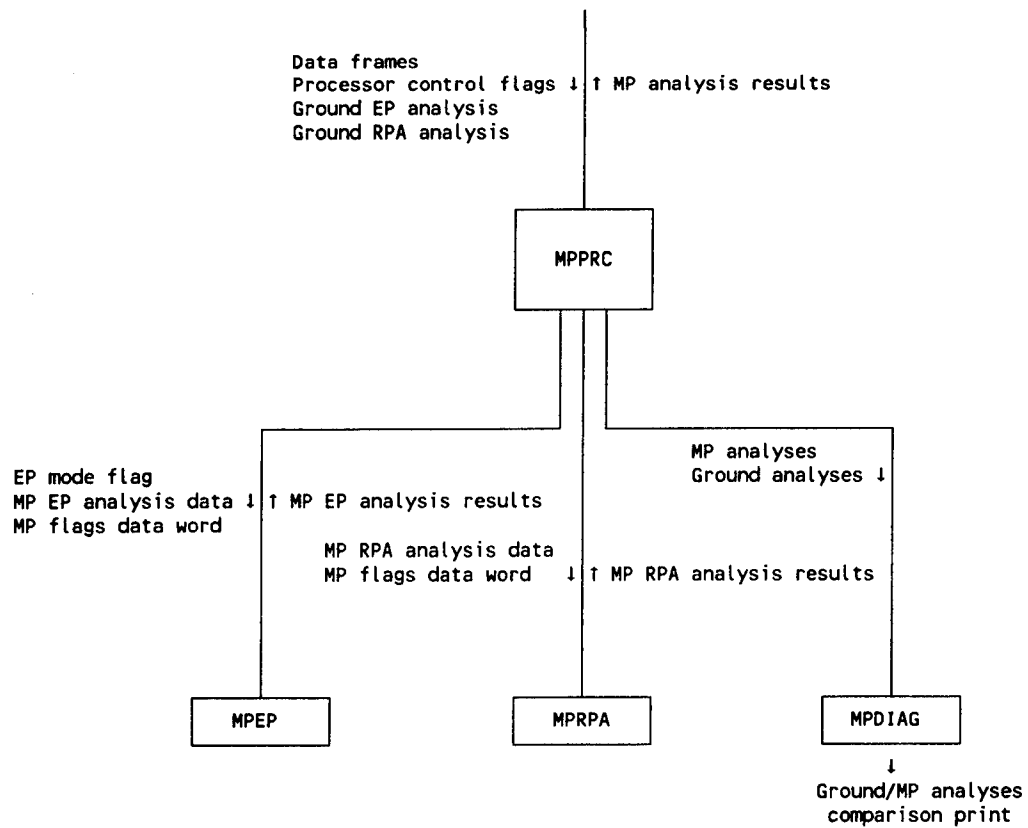 Data frames
Processor control flags ↓ ↑ MP analysis results
Ground EP analysis
Ground RPA analysis
MPPRC
MP analyses
Ground analyses ↓
EP mode flag
MP EP analysis data ↓ ↑ MP EP analysis results
MP flags data word
MP RPA analysis data
MP flags data word ↓ ↑ MP RPA analysis results
MPEP
MPRPA
MPDIAG
↓
Ground/MP analyses
comparison print